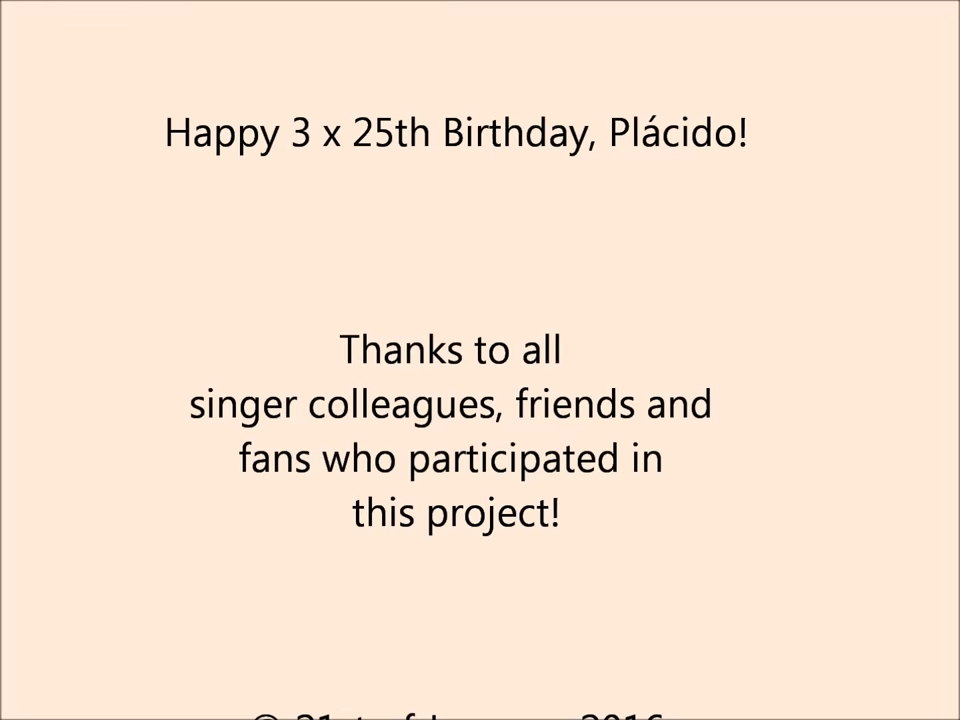 Happy 3 x 25th Birthday, Plácido!
Thanks to all
singer colleagues, friends and
fans who participated in
this project!